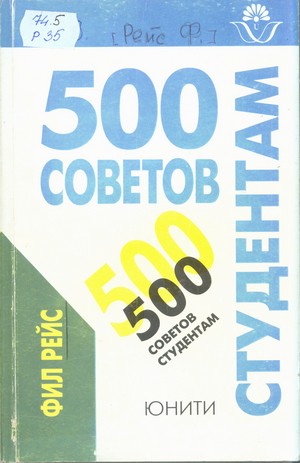 74.5
Р 35
[Рейс Ф.]
500
СОВЕТОВ
СТУДЕНТАМ
500
500
СОВЕТОВ
СТУДЕНТАМ
ФИЛ РЕЙС
ЮНИТИ